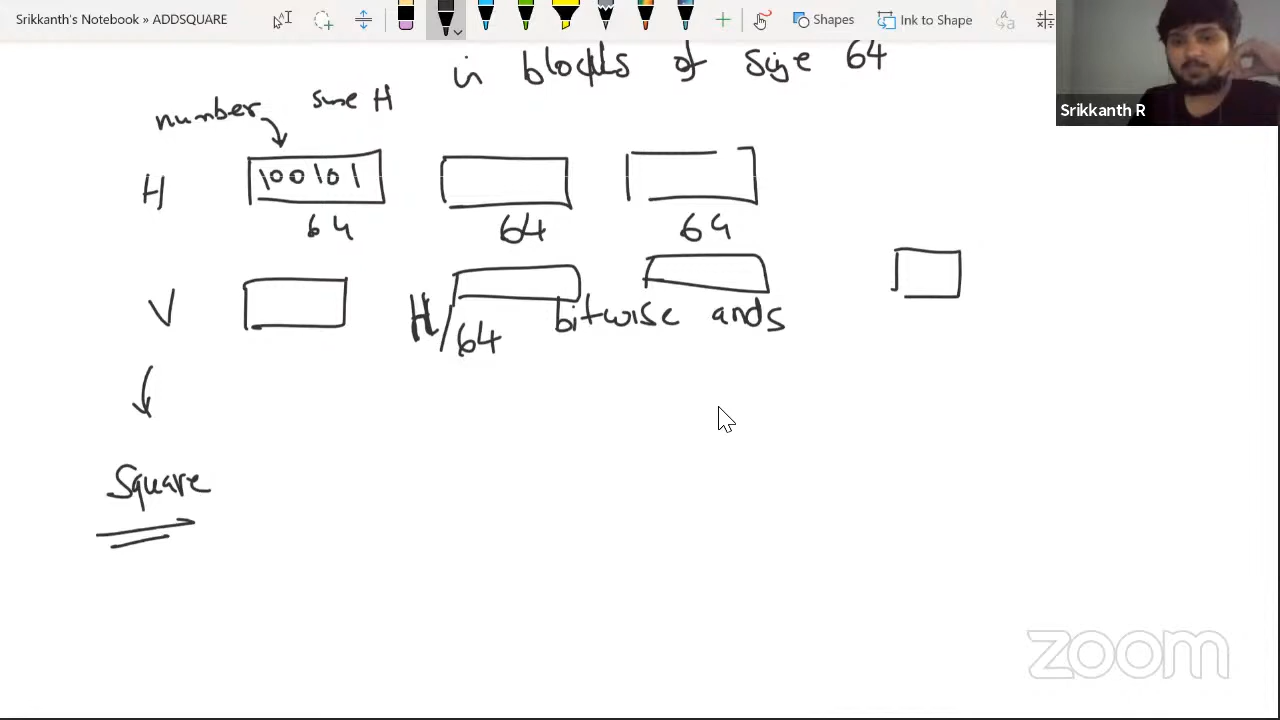 Srikkanth's Notebook » ADDSQUARE
Shapes
Ink to Shape
Srikkanth R
in blocks of size 64
number size H
H 100101
64 64 64
V H/64 bitwise ands
Square
zoom